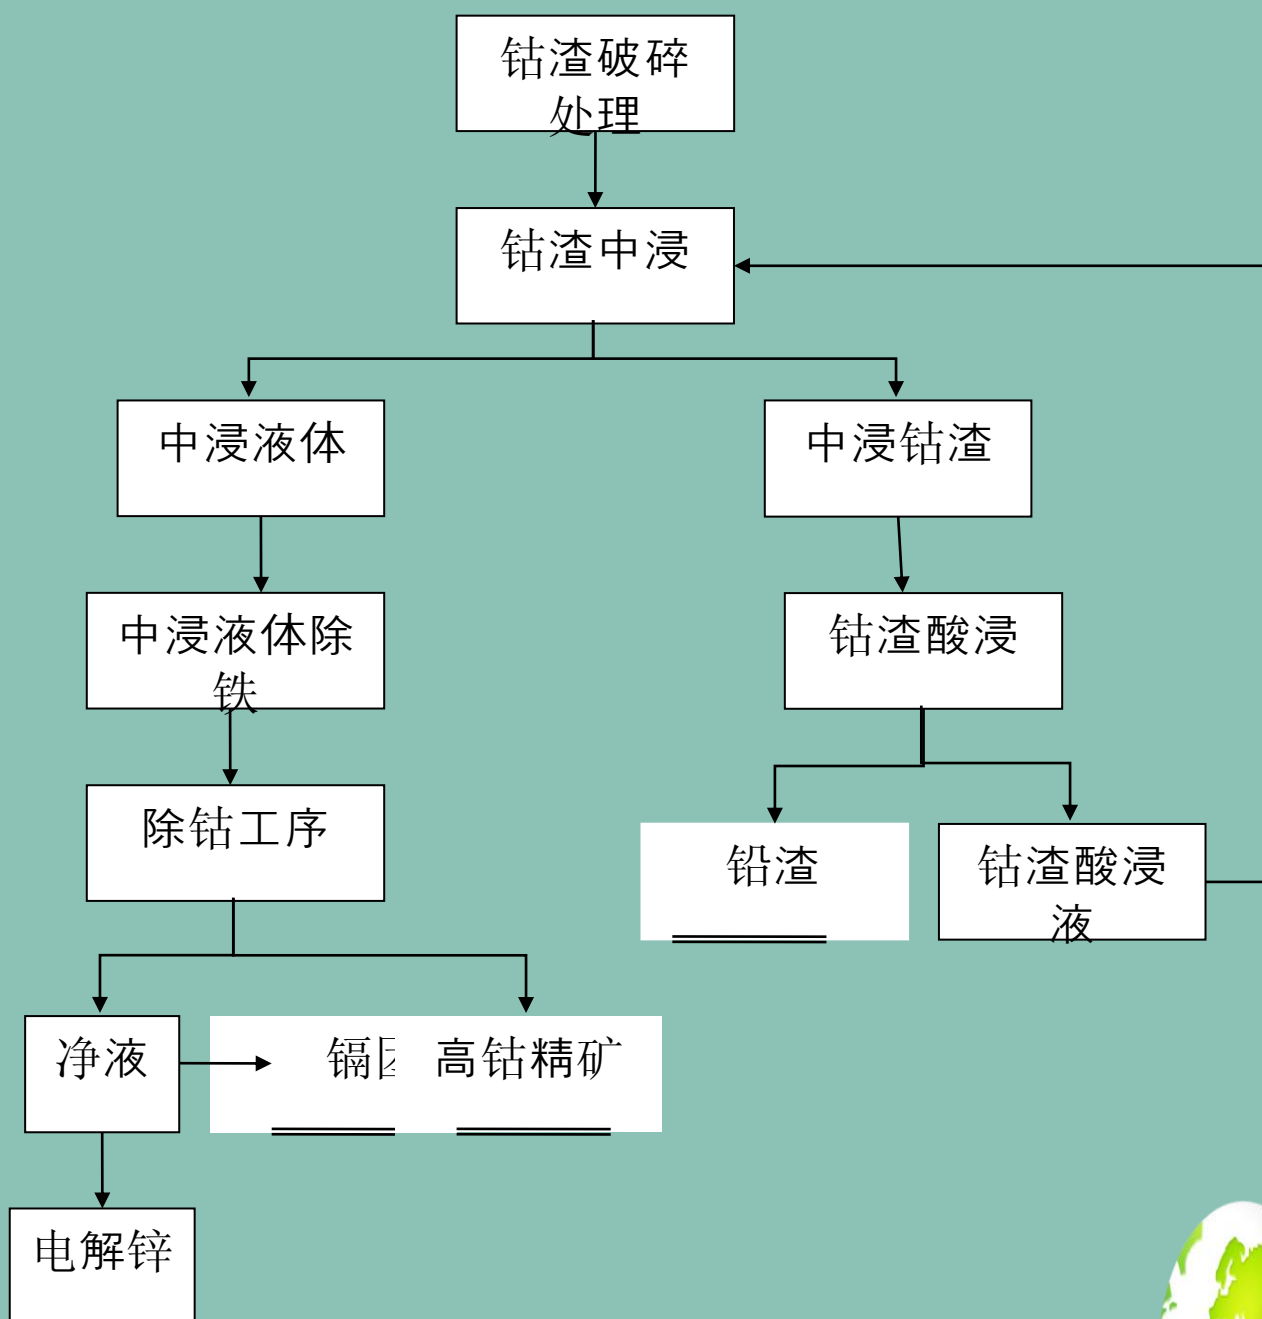 钴渣破碎
处理
钴渣中浸
中浸液体
中浸钴渣
中浸液体除
铁
钴渣酸浸
除钴工序
铅渣
钴渣酸浸
液
净液
镉
高钴精矿
电解锌